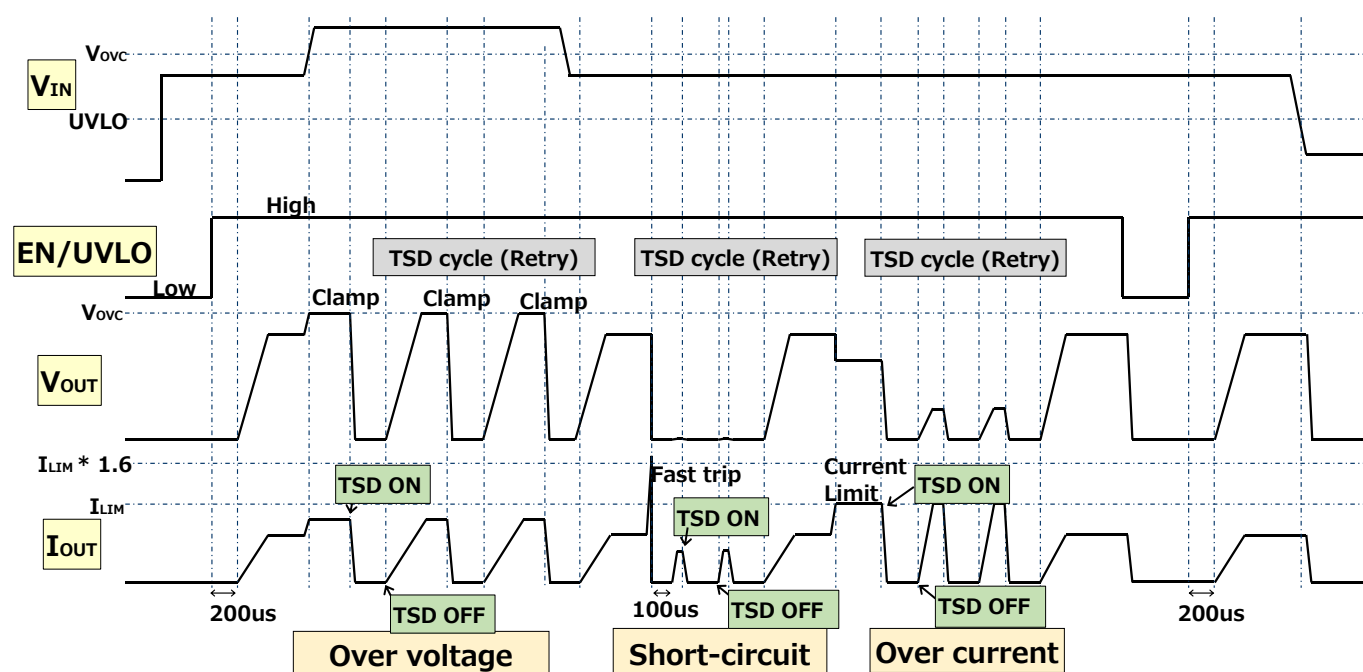 VOVC
VIN
UVLO
High
EN/UVLO
TSD cycle (Retry)
TSD cycle (Retry)
TSD cycle (Retry)
Low
Clamp
Clamp
Clamp
VOVC
VOUT
ILIM * 1.6
Fast trip
Current
Limit
TSD ON
TSD ON
ILIM
TSD ON
IOUT
200us
TSD OFF
100us
TSD OFF
TSD OFF
200us
Over voltage
Short-circuit
Over current